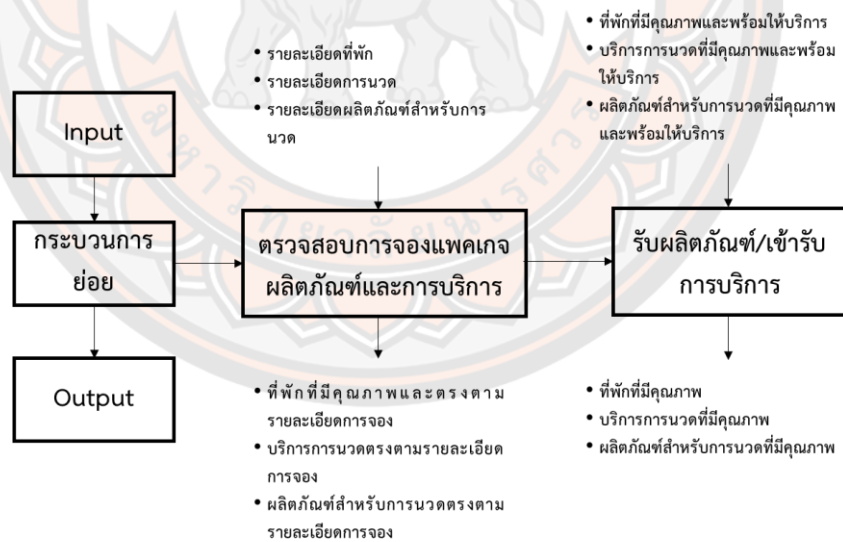 • ที่พักที่มีคุณภาพและพร้อมให้บริการ
• บริการการนวดที่มีคุณภาพและพร้อม
ให้บริการ
• ผลิตภัณฑ์สำหรับการนวดที่มีคุณภาพ
และพร้อมให้บริการ
• รายละเอียดที่พัก
• รายละเอียดการนวด
• รายละเอียดผลิตภัณฑ์สำหรับการ
นวด
Input
มหาวิทยาลัยนเรศวร
กระบวนการ
ย่อย
ตรวจสอบการจองแพคเกจ
ผลิตภัณฑ์และการบริการ
รับผลิตภัณฑ์/เข้ารับ
การบริการ
Output
• ที่พักที่มีคุณภาพและตรงตาม
รายละเอียดการจอง
• บริการการนวดตรงตามรายละเอียด
การจอง
• ผลิตภัณฑ์สำหรับการนวดตรงตาม
รายละเอียดการจอง
• ที่พักที่มีคุณภาพ
• บริการการนวดที่มีคุณภาพ
• ผลิตภัณฑ์สำหรับการนวดที่มีคุณภาพ